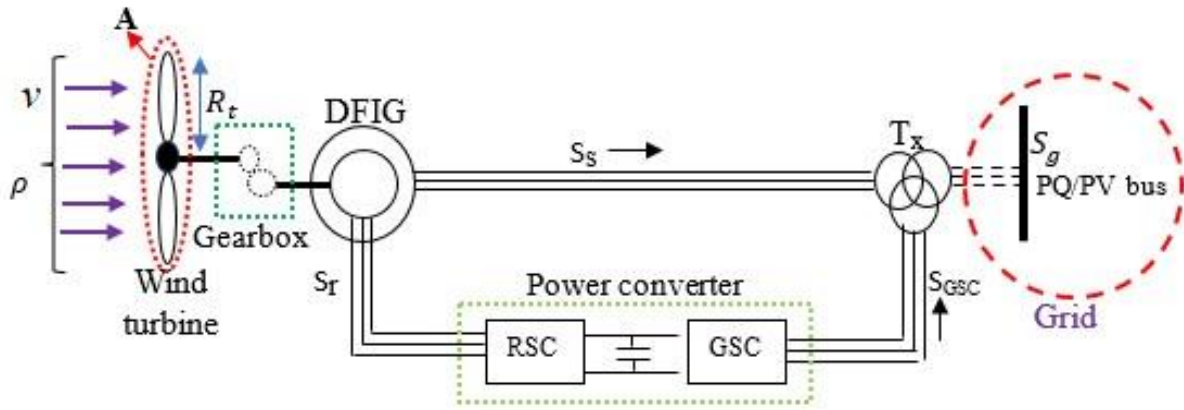 A
v
R_t
ρ
DFIG
S_s
T_x
S_g
PQ/PV bus
Gearbox
Wind
turbine
S_r
Power converter
S_GSC
RSC
GSC
Grid